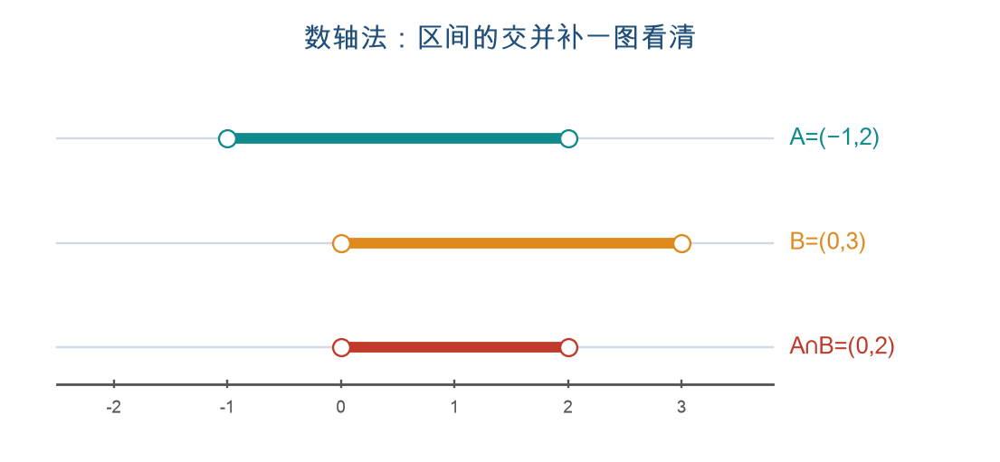 数轴法：区间的交并补一图看清
A=(−1,2)
B=(0,3)
A∩B=(0,2)
-2 -1 0 1 2 3